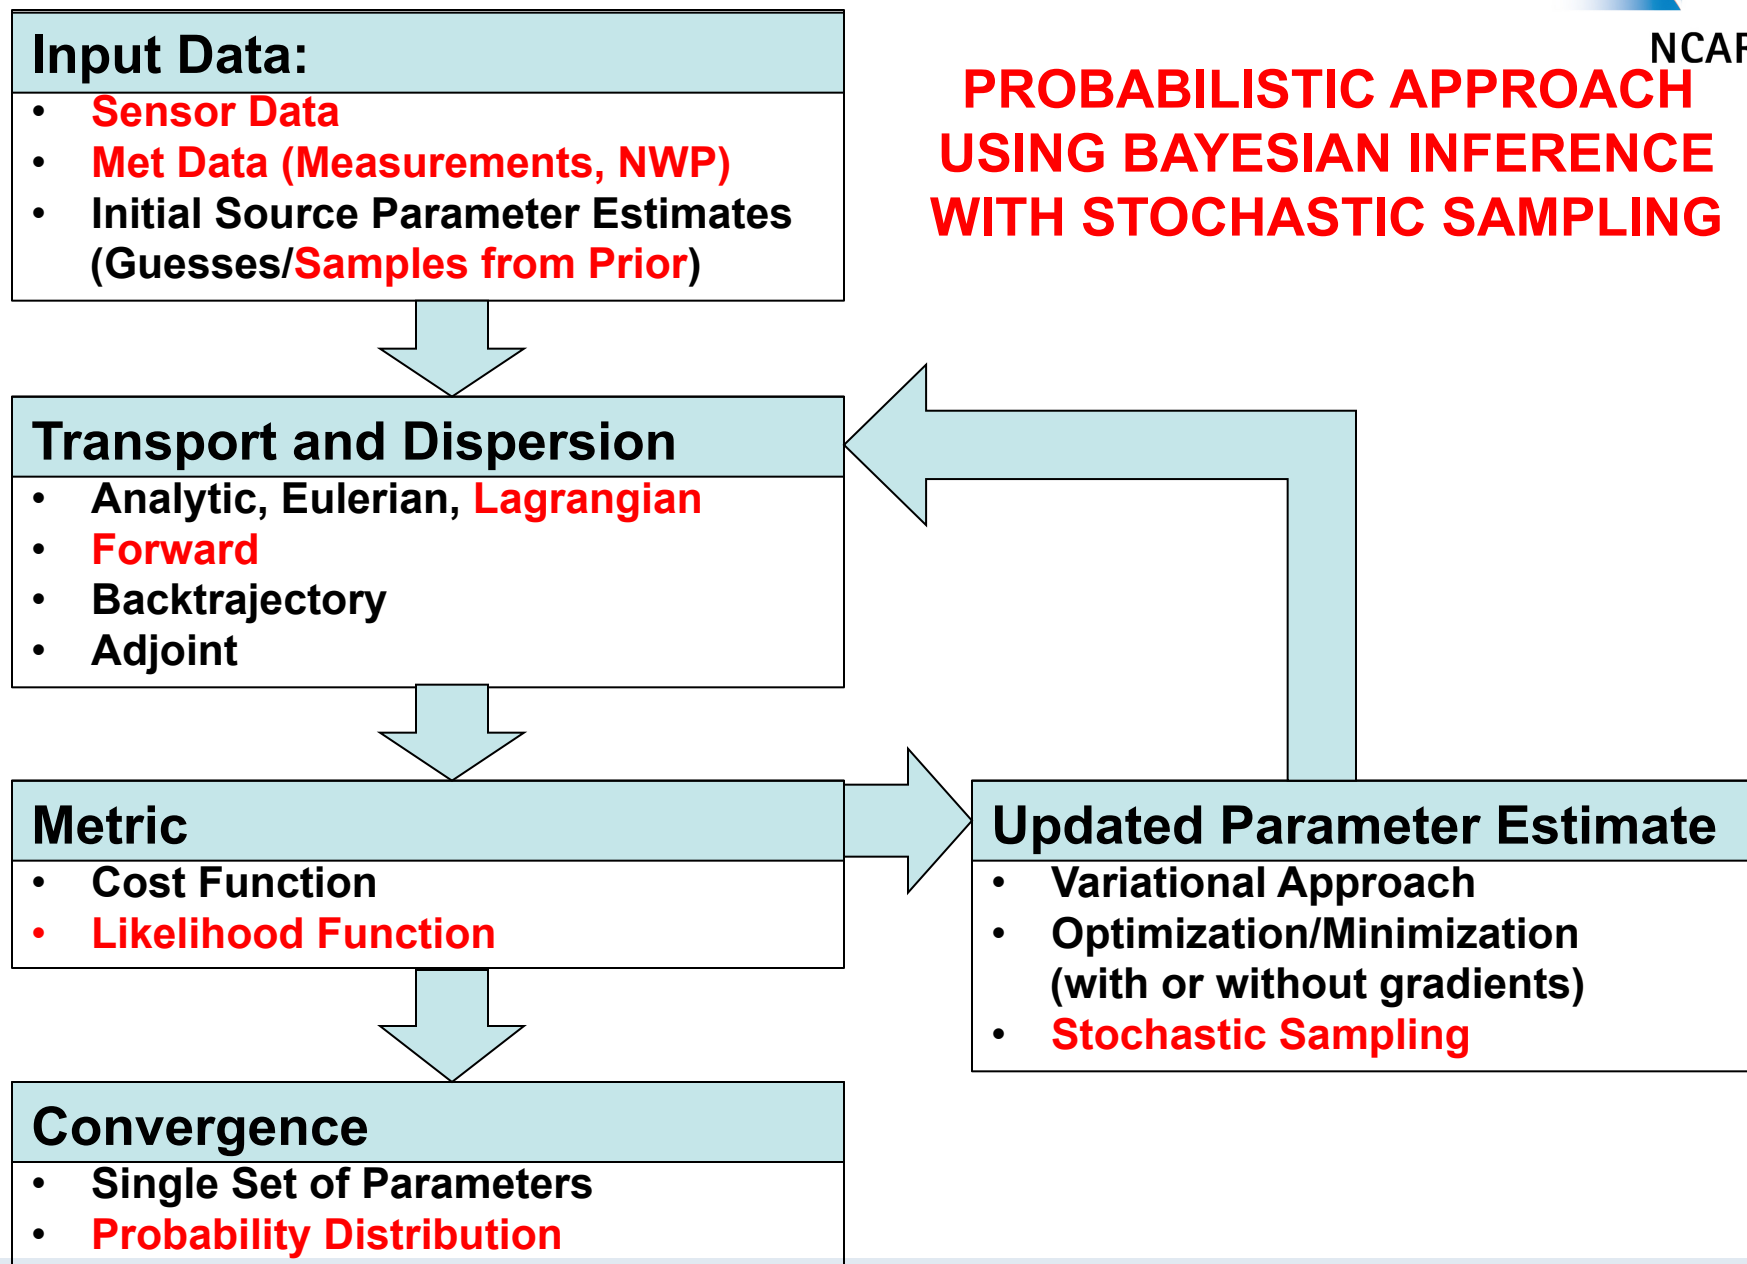 Input Data:
• Sensor Data
• Met Data (Measurements, NWP)
• Initial Source Parameter Estimates
(Guesses/Samples from Prior)
NCAR
PROBABILISTIC APPROACH
USING BAYESIAN INFERENCE
WITH STOCHASTIC SAMPLING
Transport and Dispersion
• Analytic, Eulerian, Lagrangian
• Forward
• Backtrajectory
• Adjoint
Metric
• Cost Function
• Likelihood Function
Updated Parameter Estimate
• Variational Approach
• Optimization/Minimization
(with or without gradients)
• Stochastic Sampling
Convergence
• Single Set of Parameters
• Probability Distribution